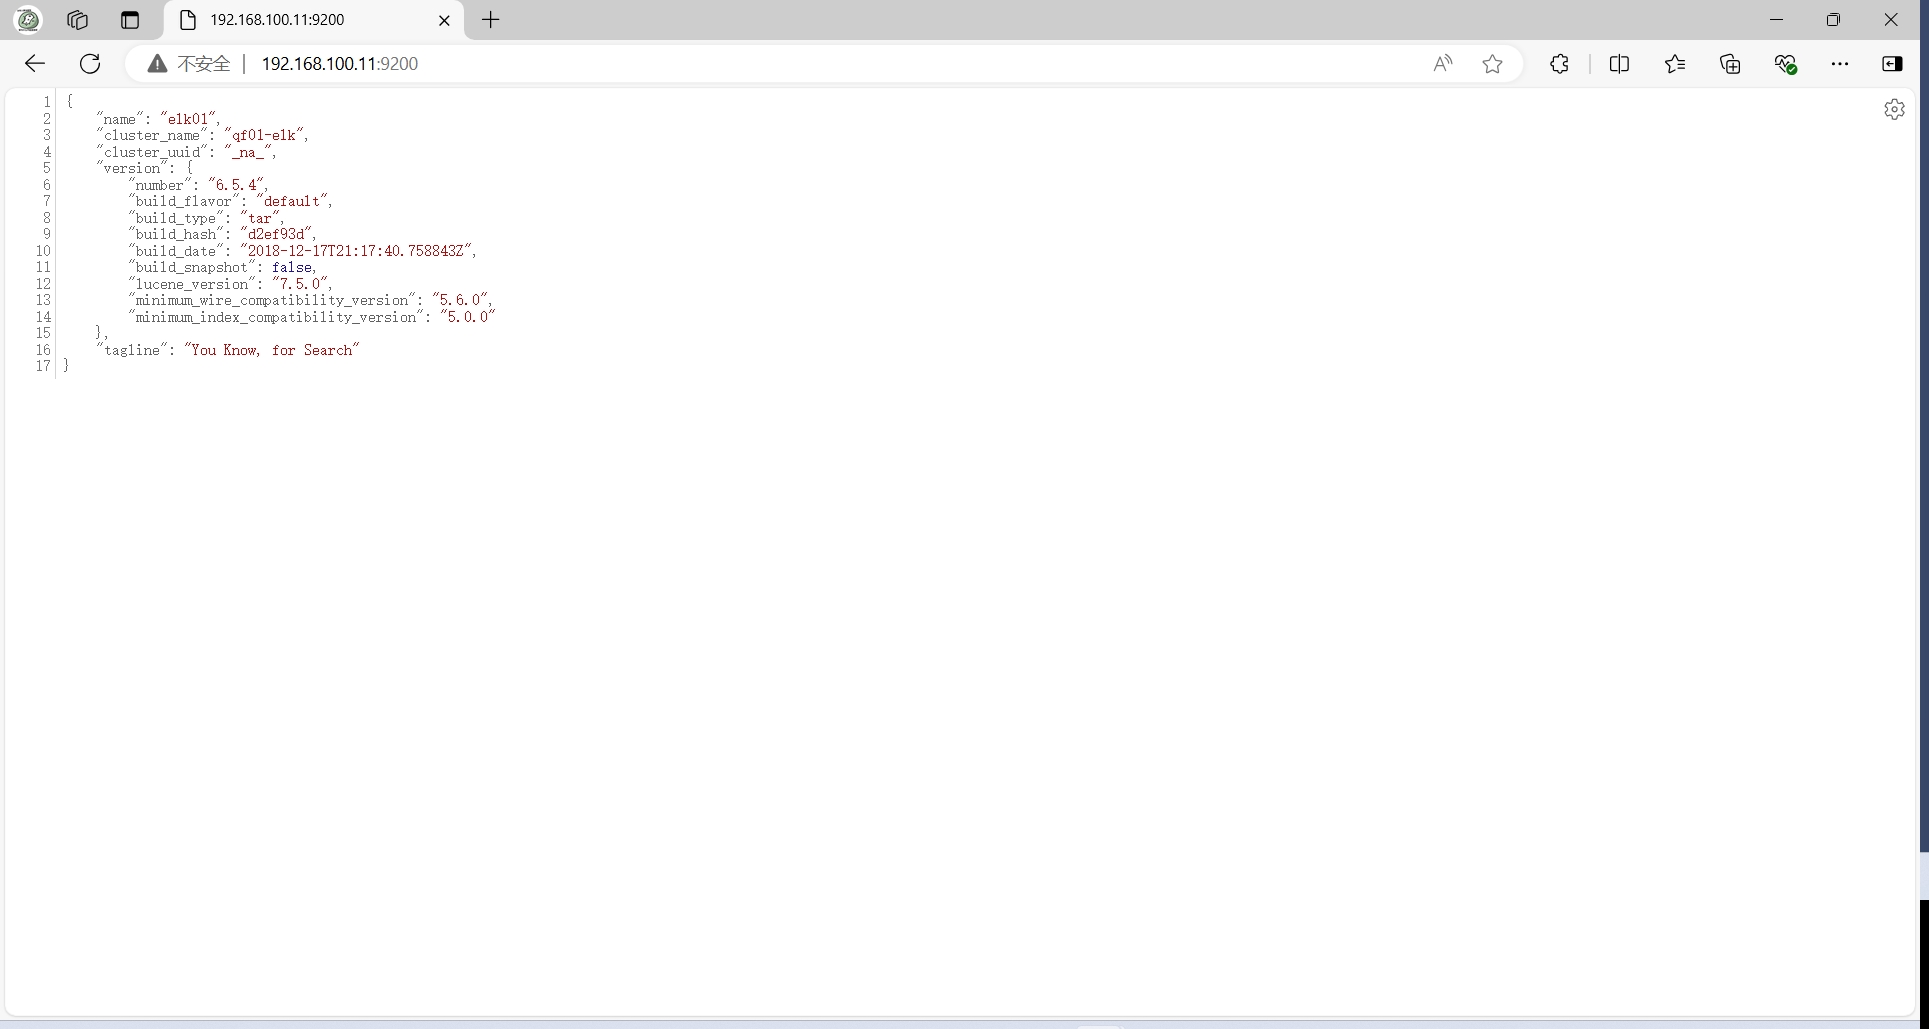 192.168.100.11:9200
不安全 | 192.168.100.11:9200
1 {
2 "name": "elk01",
3 "cluster_name": "qf01-elk",
4 "cluster_uuid": "_na_",
5 "version": {
6 "number": "6.5.4",
7 "build_flavor": "default",
8 "build_type": "tar",
9 "build_hash": "d2ef93d",
10 "build_date": "2018-12-17T21:17:40.758843Z",
11 "build_snapshot": false,
12 "lucene_version": "7.5.0",
13 "minimum_wire_compatibility_version": "5.6.0",
14 "minimum_index_compatibility_version": "5.0.0"
15 },
16 "tagline": "You Know, for Search"
17 }